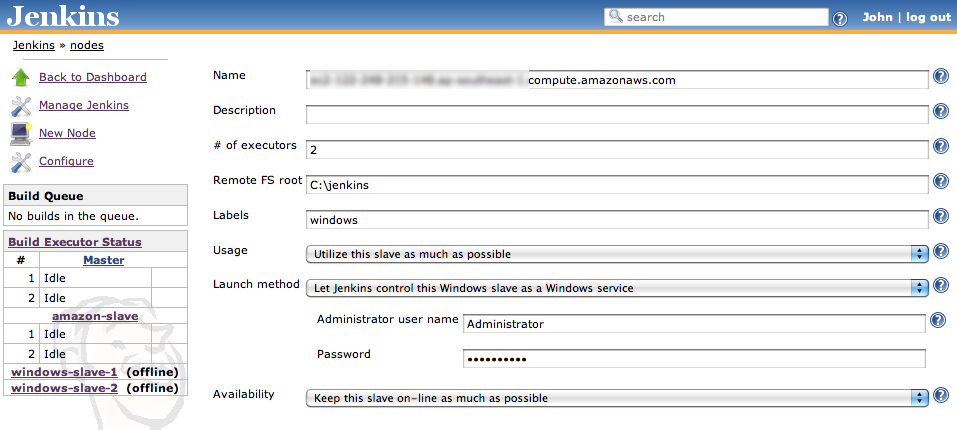 Jenkins
search
John | log out
Jenkins » nodes
Back to Dashboard
Manage Jenkins
New Node
Configure
Build Queue
No builds in the queue.
Build Executor Status
# Master
1 Idle
2 Idle
amazon-slave
1 Idle
2 Idle
windows-slave-1 (offline)
windows-slave-2 (offline)
Name compute.amazonaws.com
Description
# of executors 2
Remote FS root C:\jenkins
Labels windows
Usage Utilize this slave as much as possible
Launch method Let Jenkins control this Windows slave as a Windows service
Administrator user name Administrator
Password ••••••••••
Availability Keep this slave on-line as much as possible